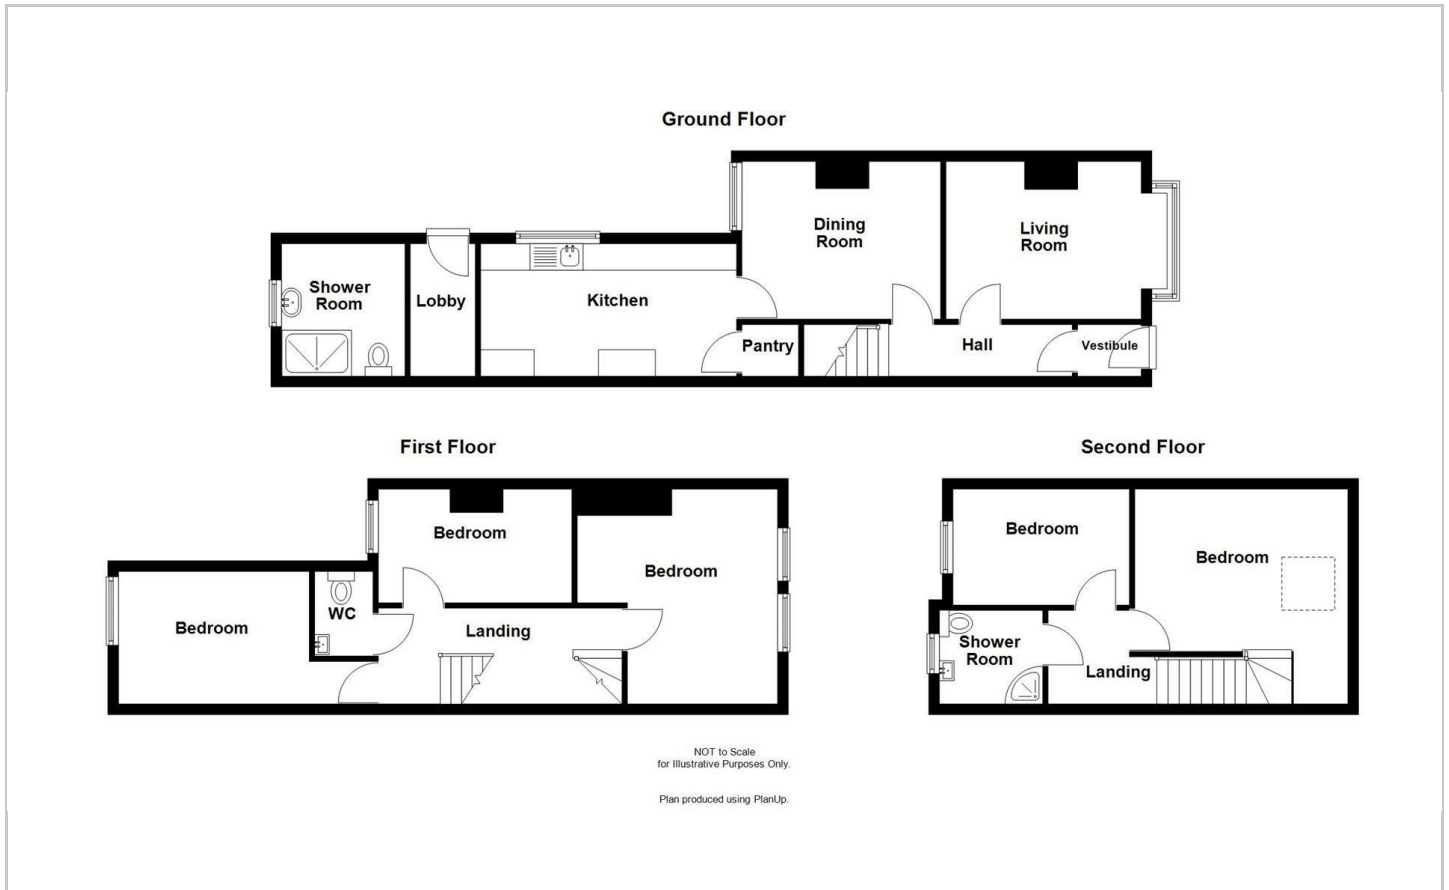 Ground Floor
Dining
Room
Living
Room
Shower
Room
Lobby
Kitchen
Pantry
Hall
Vestibule
First Floor
Second Floor
Bedroom
Bedroom
Bedroom
WC
Landing
Bedroom
Bedroom
Shower
Room
Landing
NOT to Scale
for Illustrative Purposes Only.
Plan produced using PlanUp.